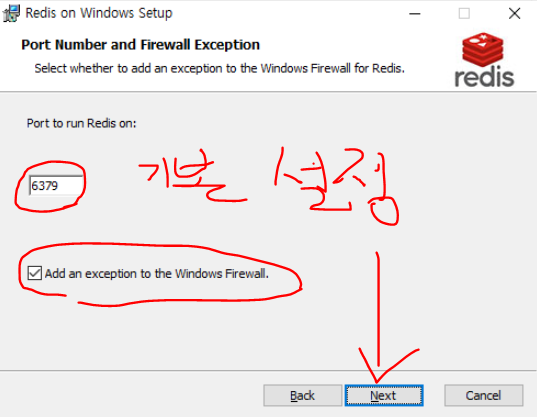 Redis on Windows Setup
Port Number and Firewall Exception
Select whether to add an exception to the Windows Firewall for Redis.
redis
Port to run Redis on:
6379
기본 설정
Add an exception to the Windows Firewall.
Back Next Cancel